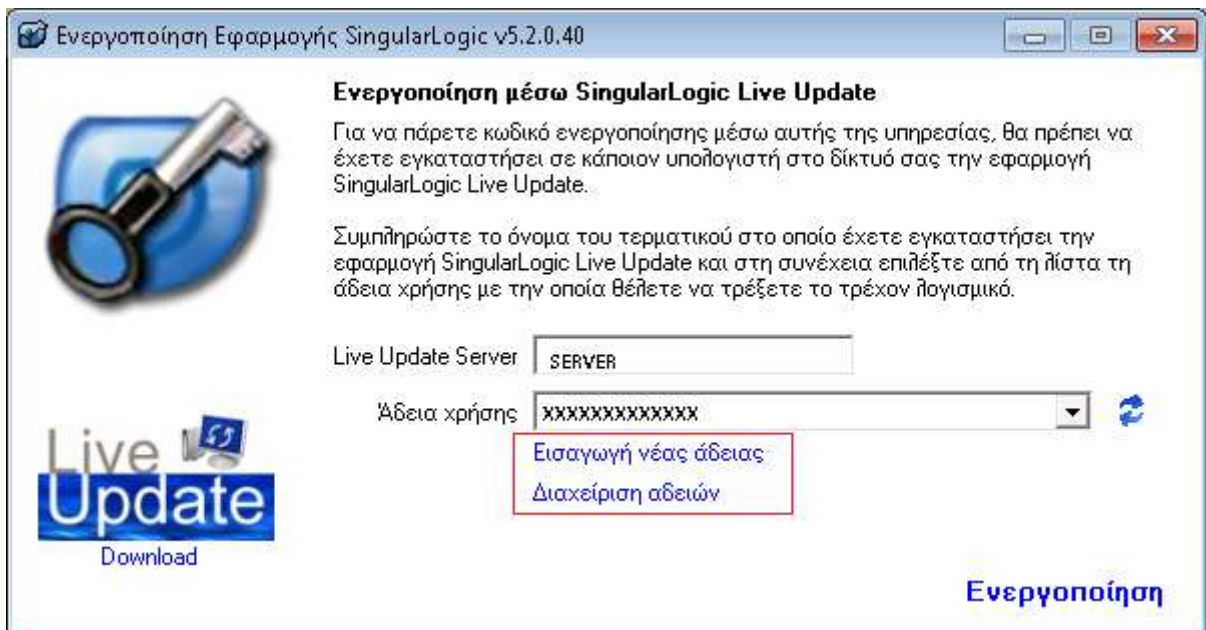 Ενεργοποίηση Εφαρμογής SingularLogic v5.2.0.40
Ενεργοποίηση μέσω SingularLogic Live Update
Για να πάρετε κωδικό ενεργοποίησης μέσω αυτής της υπηρεσίας, θα πρέπει να
έχετε εγκαταστήσει σε κάποιον υπολογιστή στο δίκτυό σας την εφαρμογή
SingularLogic Live Update.
Συμπληρώστε το όνομα του τερματικού στο οποίο έχετε εγκαταστήσει την
εφαρμογή SingularLogic Live Update και στη συνέχεια επιλέξτε από τη λίστα τη
άδεια χρήσης με την οποία θέλετε να τρέξετε το τρέχον λογισμικό.
Live Update Server SERVER
Άδεια χρήσης XXXXXXXXXXXXX
Εισαγωγή νέας άδειας
Διαχείριση αδειών
Live
Update
Download
Ενεργοποίηση